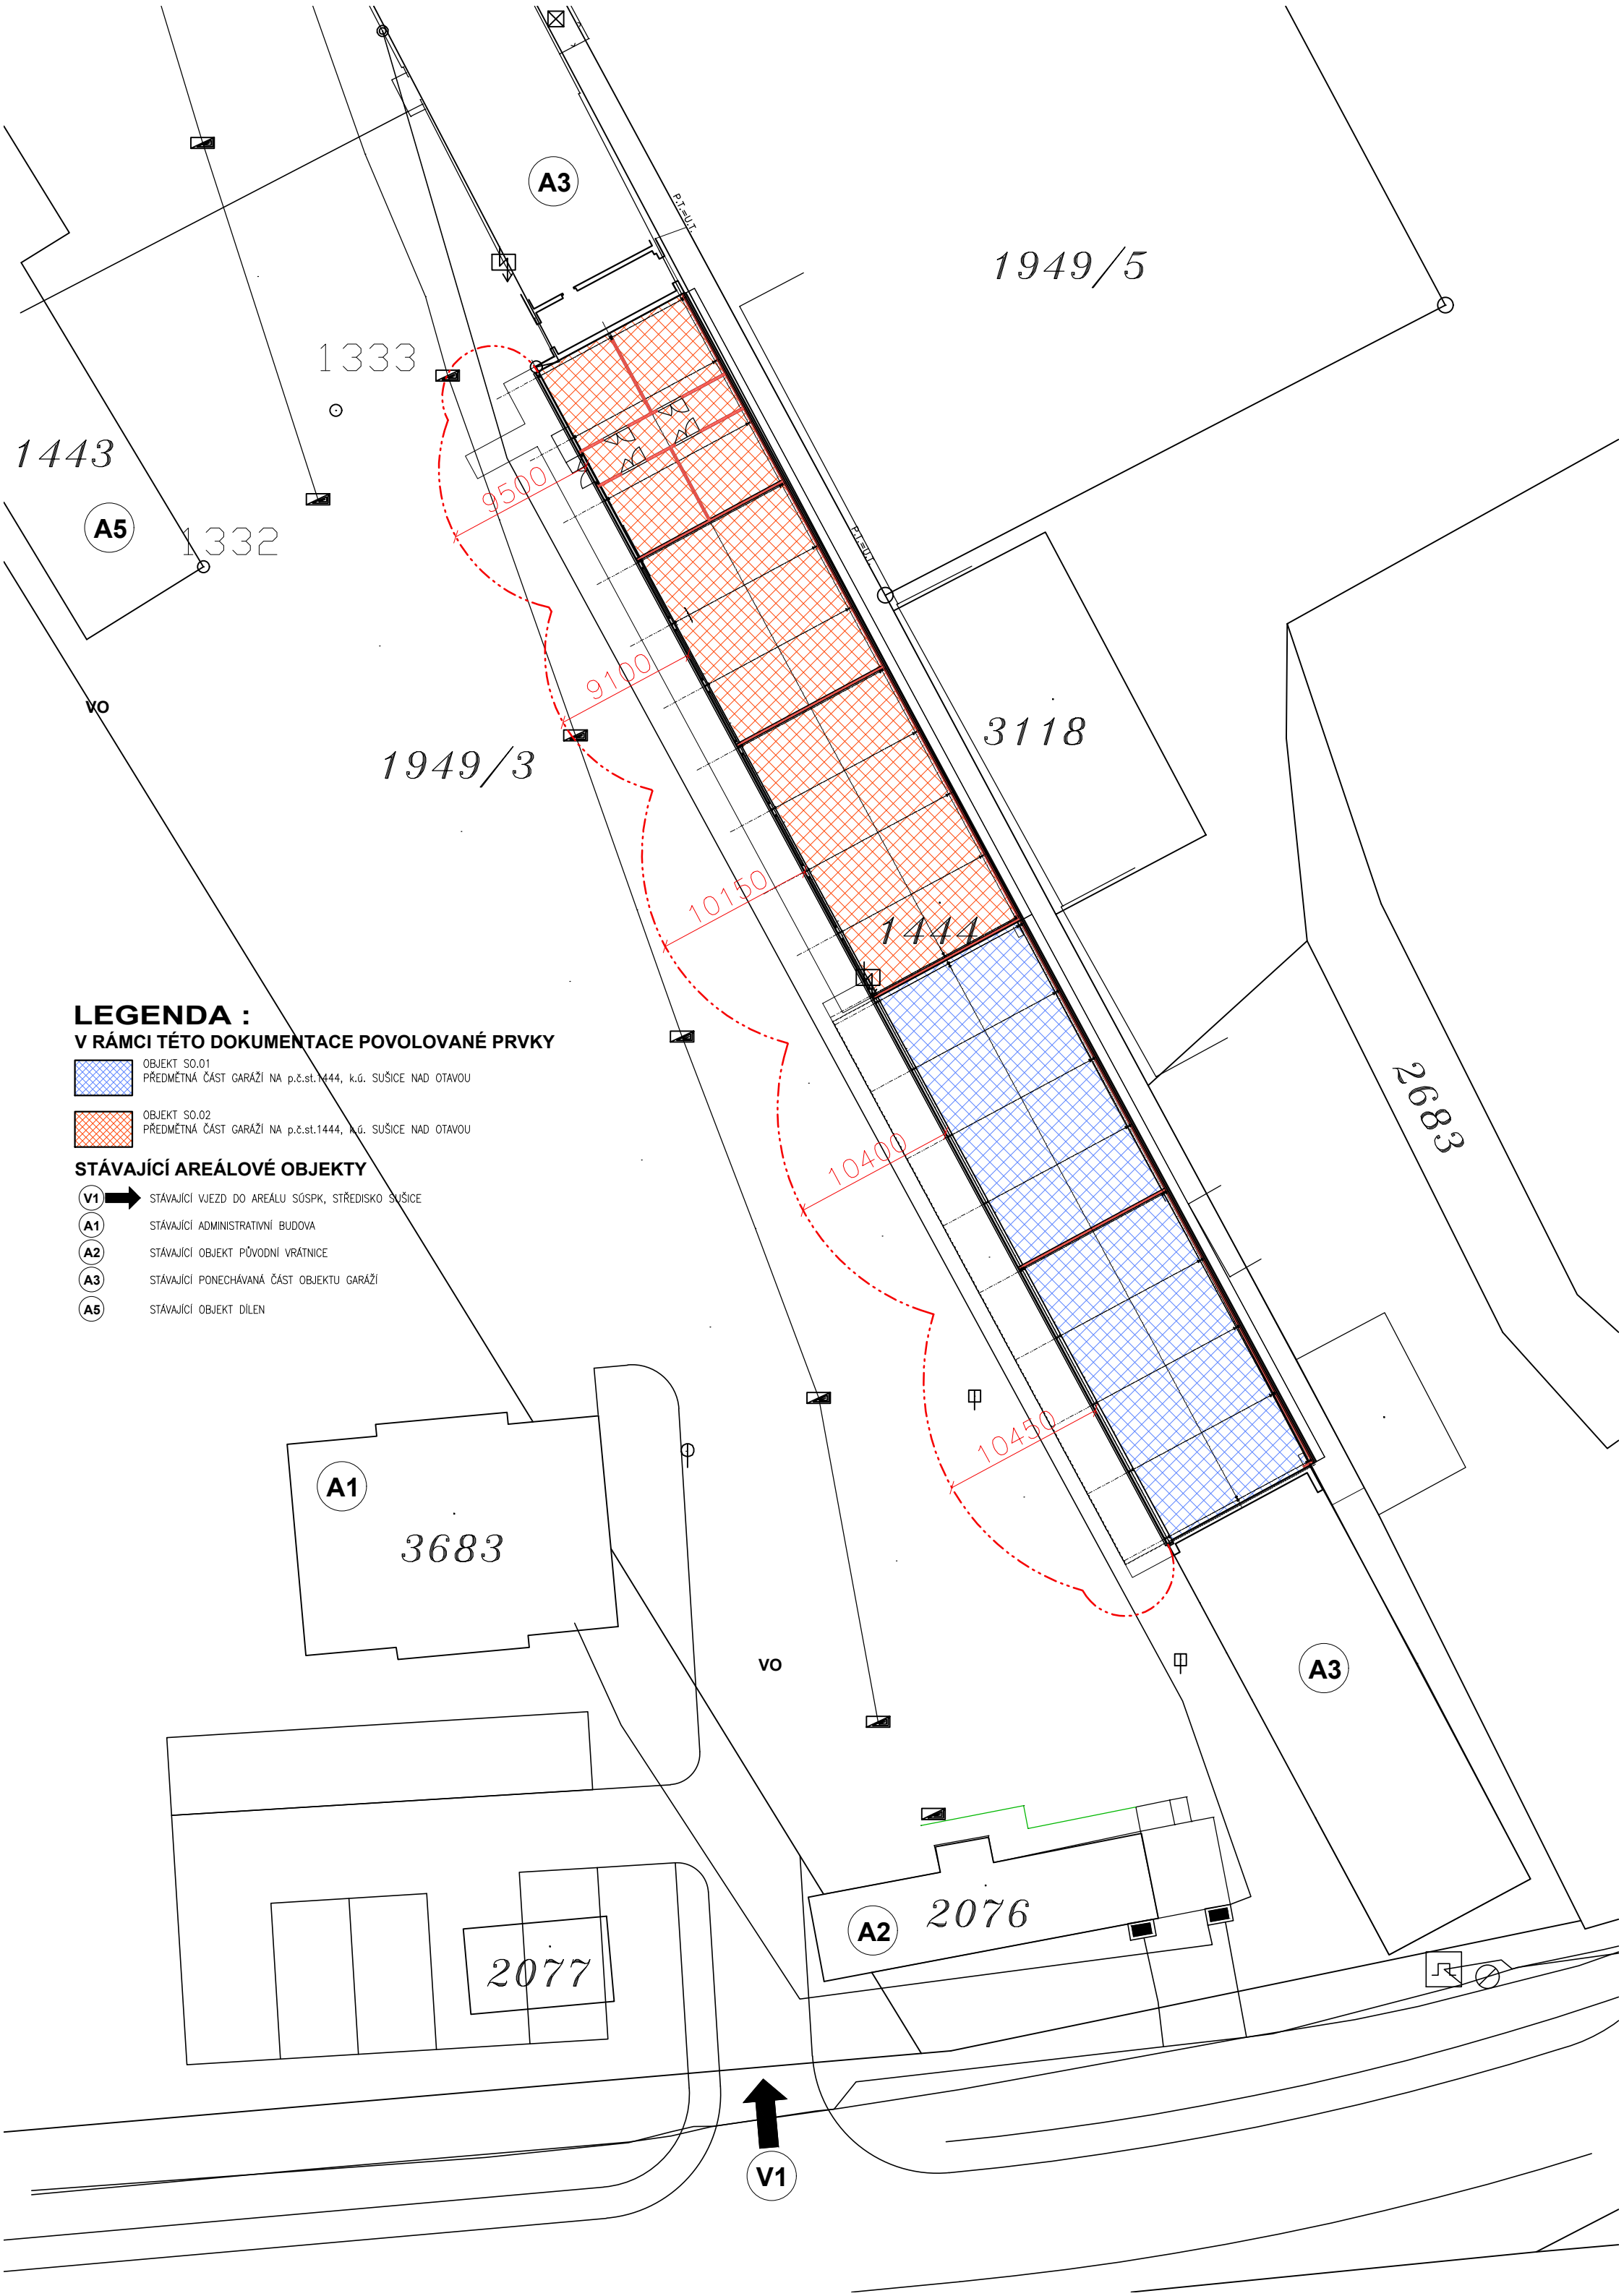 A3
P.T.=U.T.
1949/5
1333
1443
A5
1332
9500
P.T.=U.T.
9100
VO
1949/3
3118
10150
1444
LEGENDA :
V RÁMCI TÉTO DOKUMENTACE POVOLOVANÉ PRVKY
OBJEKT SO.01
PŘEDMĚTNÁ ČÁST GARÁŽÍ NA p.č.st.1444, k.ú. SUŠICE NAD OTAVOU
OBJEKT SO.02
PŘEDMĚTNÁ ČÁST GARÁŽÍ NA p.č.st.1444, k.ú. SUŠICE NAD OTAVOU
STÁVAJÍCÍ AREÁLOVÉ OBJEKTY
V1 STÁVAJÍCÍ VJEZD DO AREÁLU SÚSPK, STŘEDISKO SUŠICE
A1 STÁVAJÍCÍ ADMINISTRATIVNÍ BUDOVA
A2 STÁVAJÍCÍ OBJEKT PŮVODNÍ VRÁTNICE
A3 STÁVAJÍCÍ PONECHÁVANÁ ČÁST OBJEKTU GARÁŽÍ
A5 STÁVAJÍCÍ OBJEKT DÍLEN
2683
10400
10450
A1
3683
VO
A3
A2
2076
2077
V1